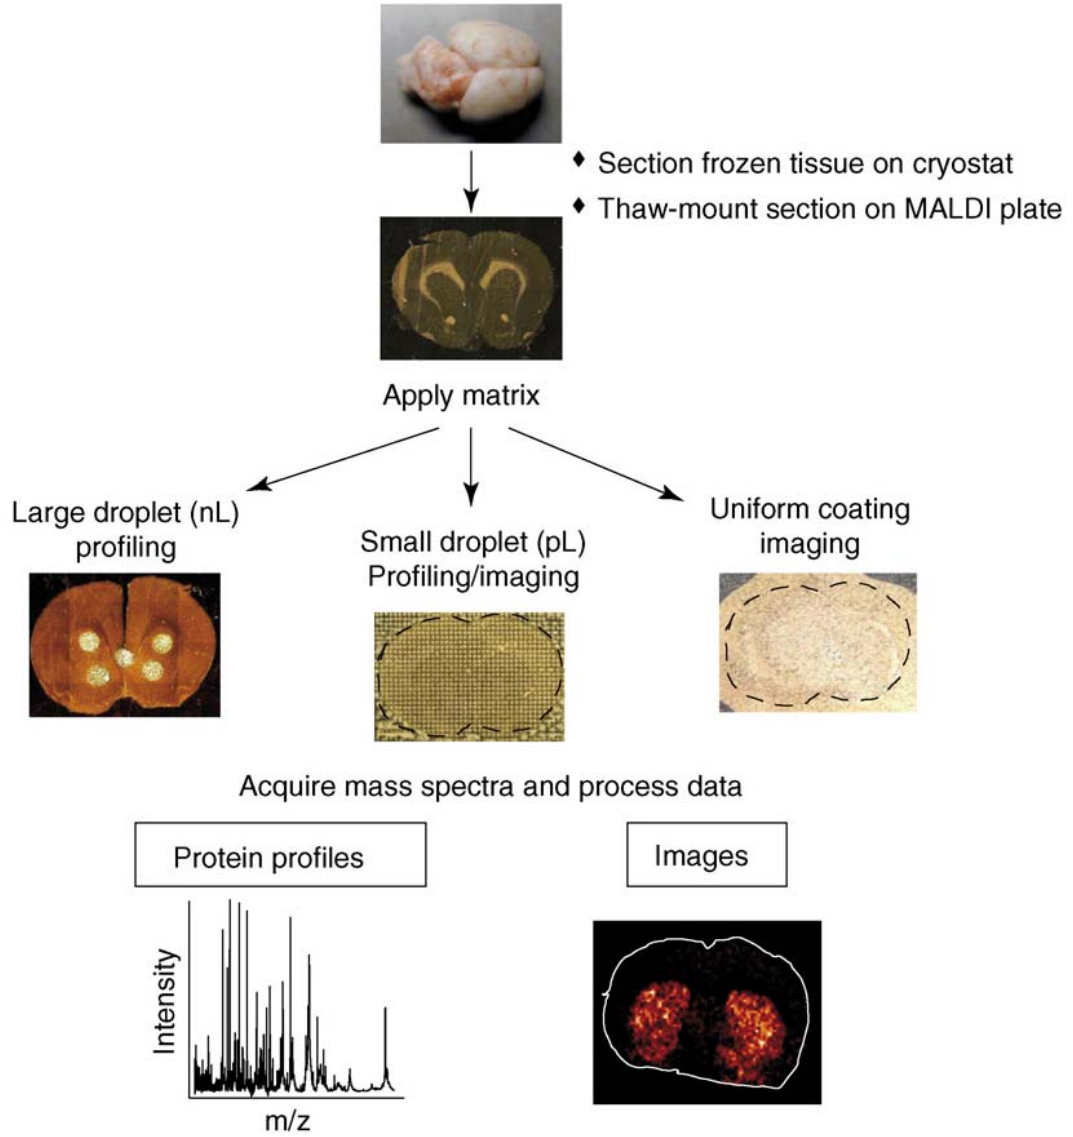 ♦ Section frozen tissue on cryostat
♦ Thaw-mount section on MALDI plate
Apply matrix
Large droplet (nL)
profiling
Small droplet (pL)
Profiling/imaging
Uniform coating
imaging
Acquire mass spectra and process data
Protein profiles
Images
Intensity
m/z